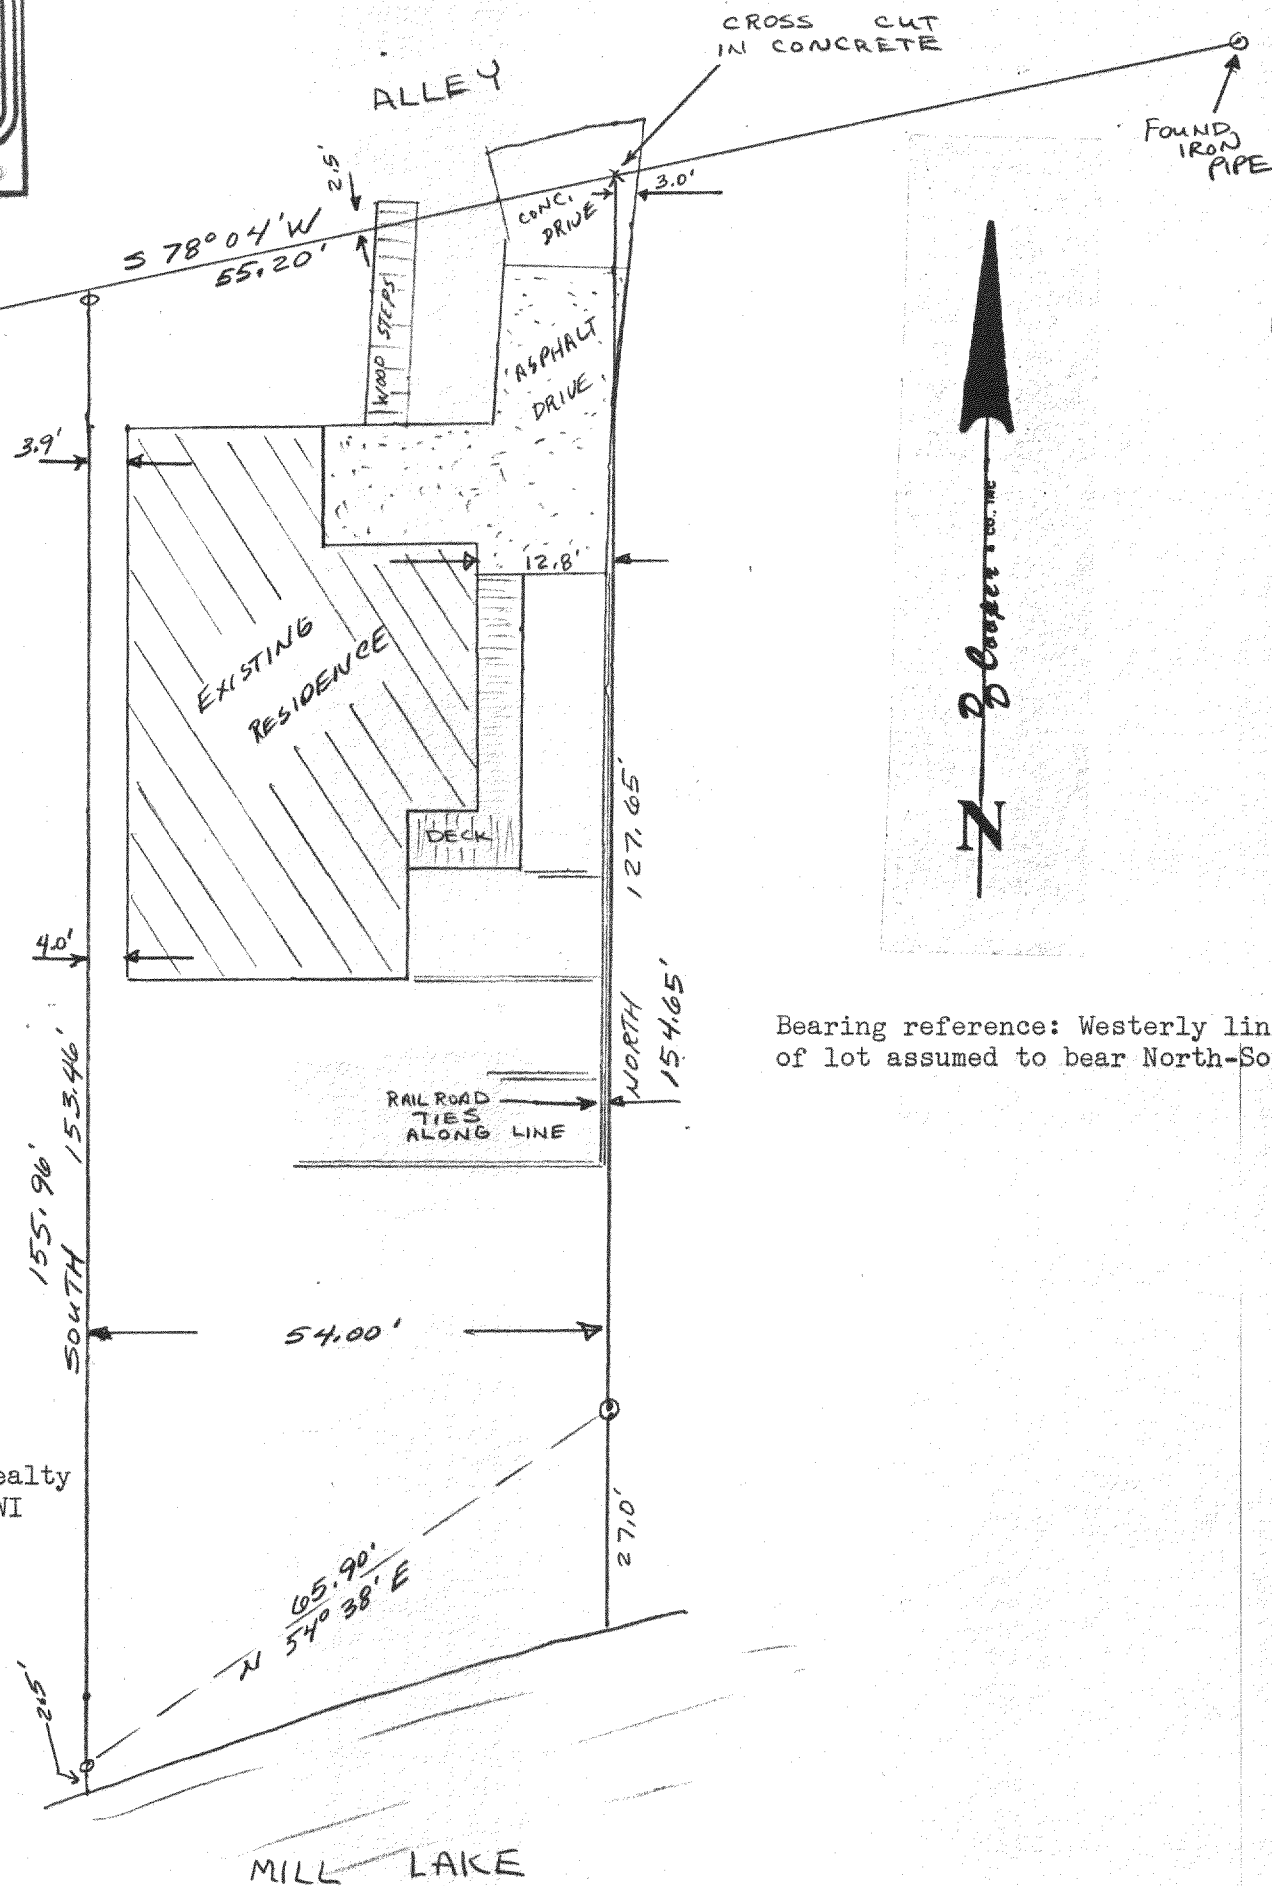 CROSS CUT
IN CONCRETE
ALLEY
FOUND
IRON
PIPE
2.5'
3.0'
CONC.
DRIVE
S 78° 04' W
55.20'
WOOD STEPS
ASPHALT
DRIVE
3.9'
12.8'
EXISTING
RESIDENCE
DECK
NORTH 127.65'
154.65'
4.0'
N
Bearing reference: Westerly lin
of lot assumed to bear North-So
RAILROAD
TIES
ALONG LINE
155.96'
SOUTH 153.46'
54.00'
ealty
WI
27.0'
65.90'
N 54° 38' E
2.5'
MILL LAKE